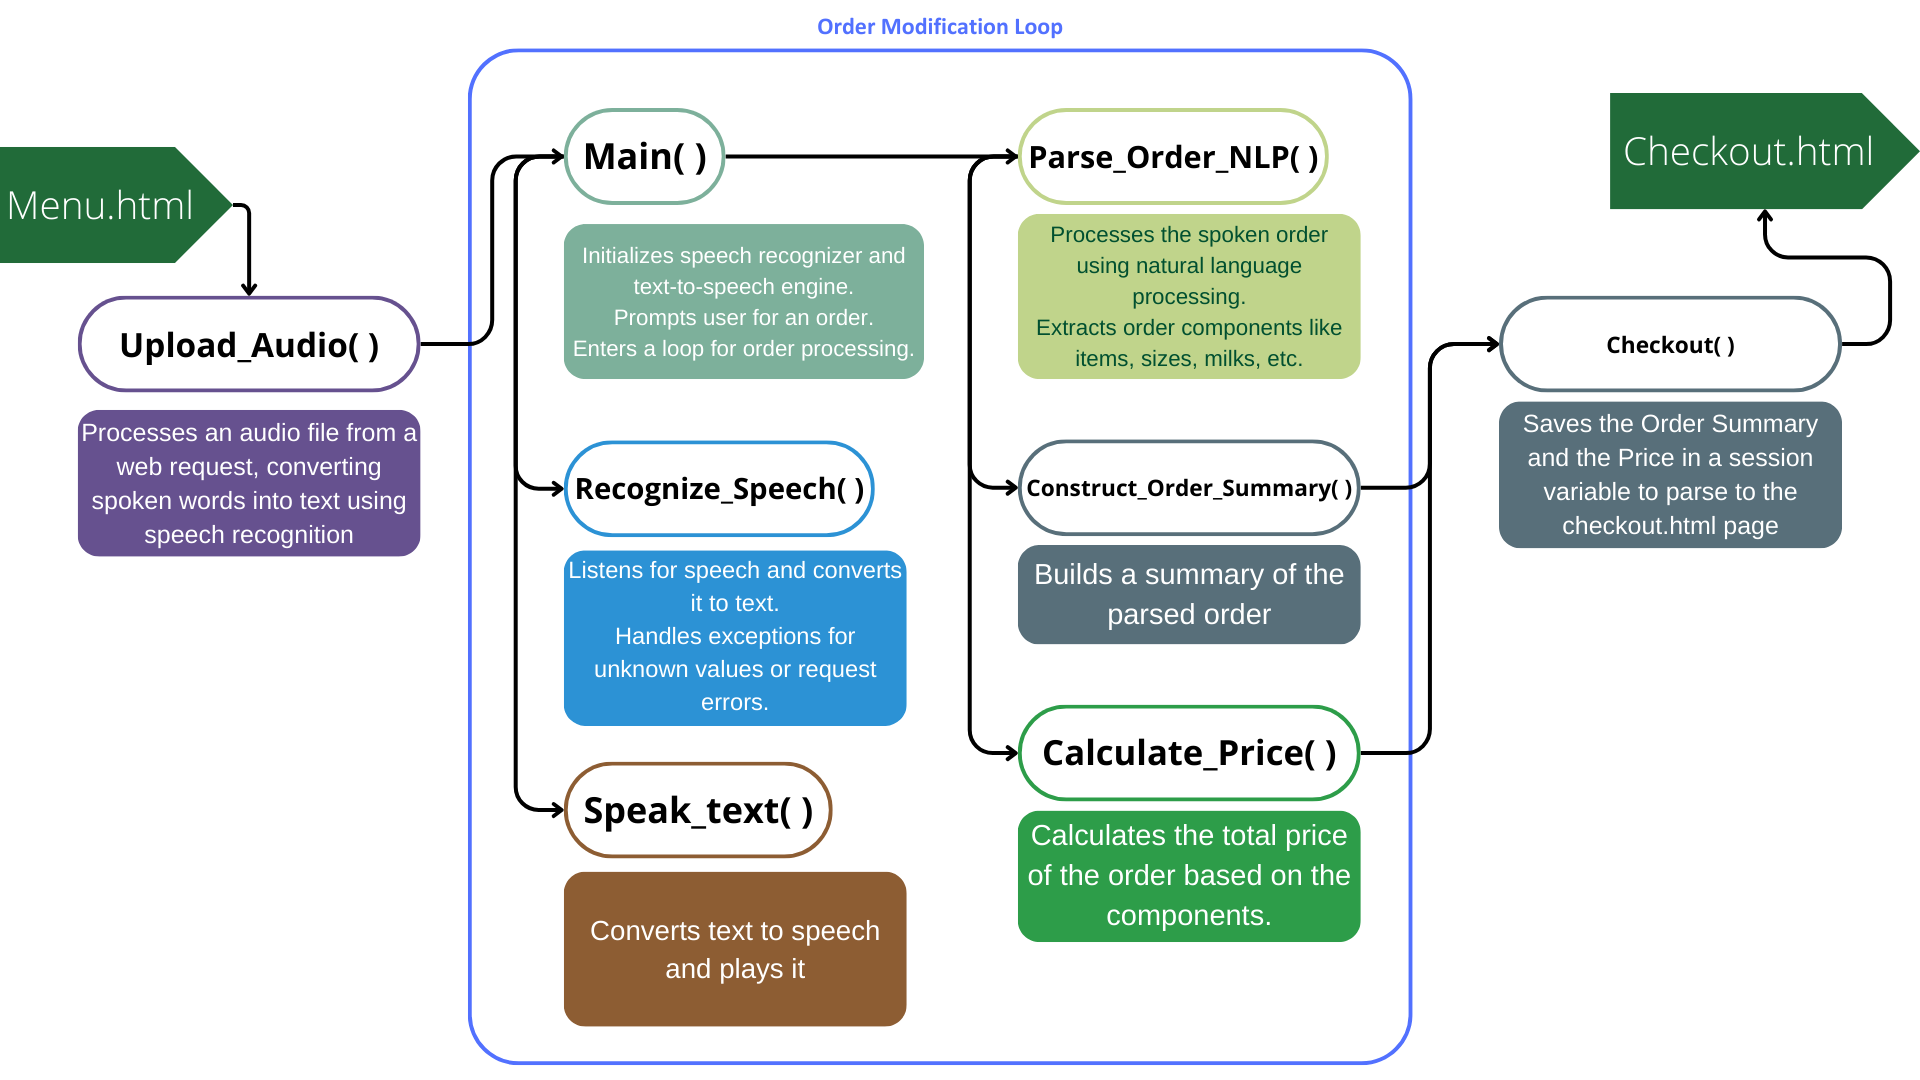 Order Modification Loop
Menu.html
Upload_Audio( )
Processes an audio file from a
web request, converting
spoken words into text using
speech recognition
Main( )
Initializes speech recognizer and
text-to-speech engine.
Prompts user for an order.
Enters a loop for order processing.
Recognize_Speech( )
Listens for speech and converts
it to text.
Handles exceptions for
unknown values or request
errors.
Speak_text( )
Converts text to speech
and plays it
Parse_Order_NLP( )
Processes the spoken order
using natural language
processing.
Extracts order components like
items, sizes, milks, etc.
Construct_Order_Summary( )
Builds a summary of the
parsed order
Calculate_Price( )
Calculates the total price
of the order based on the
components.
Checkout( )
Saves the Order Summary
and the Price in a session
variable to parse to the
checkout.html page
Checkout.html